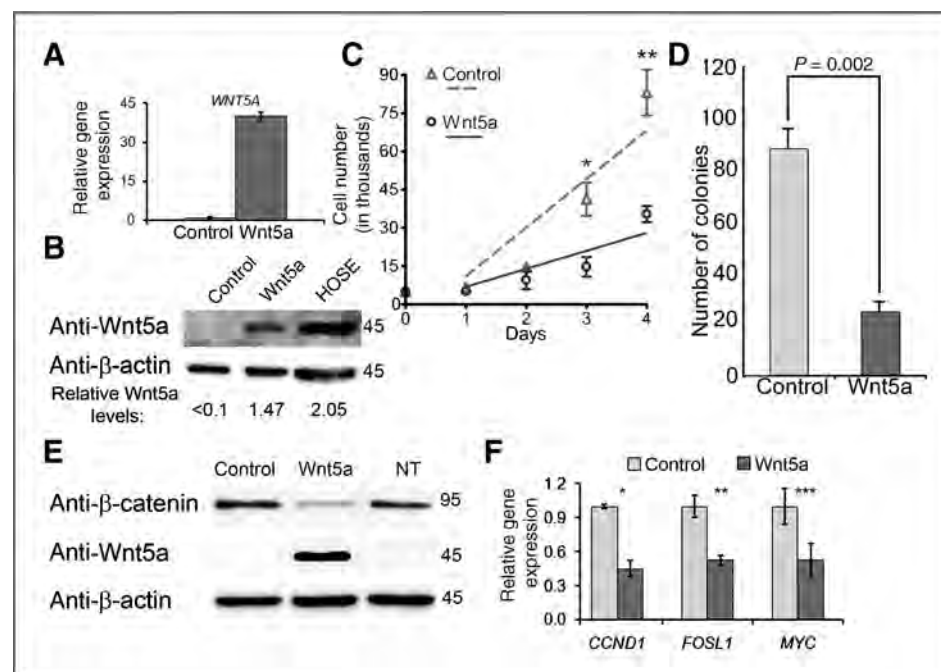 A
WNT5A
Relative gene
expression
45
30
15
0
Control Wnt5a
B
Control
Wnt5a
HOSE
Anti-Wnt5a
45
Anti-β-actin
45
Relative Wnt5a
levels:
<0.1
1.47
2.05
C
Cell number
(in thousands)
90
75
60
45
30
15
0
Control
Wnt5a
*
**
0
1
2
3
4
Days
D
P = 0.002
Number of colonies
120
100
80
60
40
20
0
Control
Wnt5a
E
Control
Wnt5a
NT
Anti-β-catenin
95
Anti-Wnt5a
45
Anti-β-actin
45
F
Control
Wnt5a
Relative gene
expression
1.2
0.9
0.6
0.3
0
*
**
***
CCND1
FOSL1
MYC